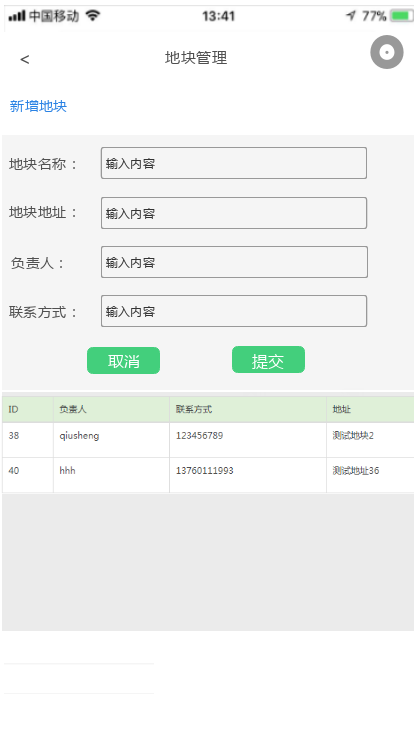 中国移动 13:41 77%
< 地块管理
新增地块
地块名称： 输入内容
地块地址： 输入内容
负责人： 输入内容
联系方式： 输入内容
取消 提交
ID 负责人 联系方式 地址
38 qiusheng 123456789 测试地块2
40 hhh 13760111993 测试地址36